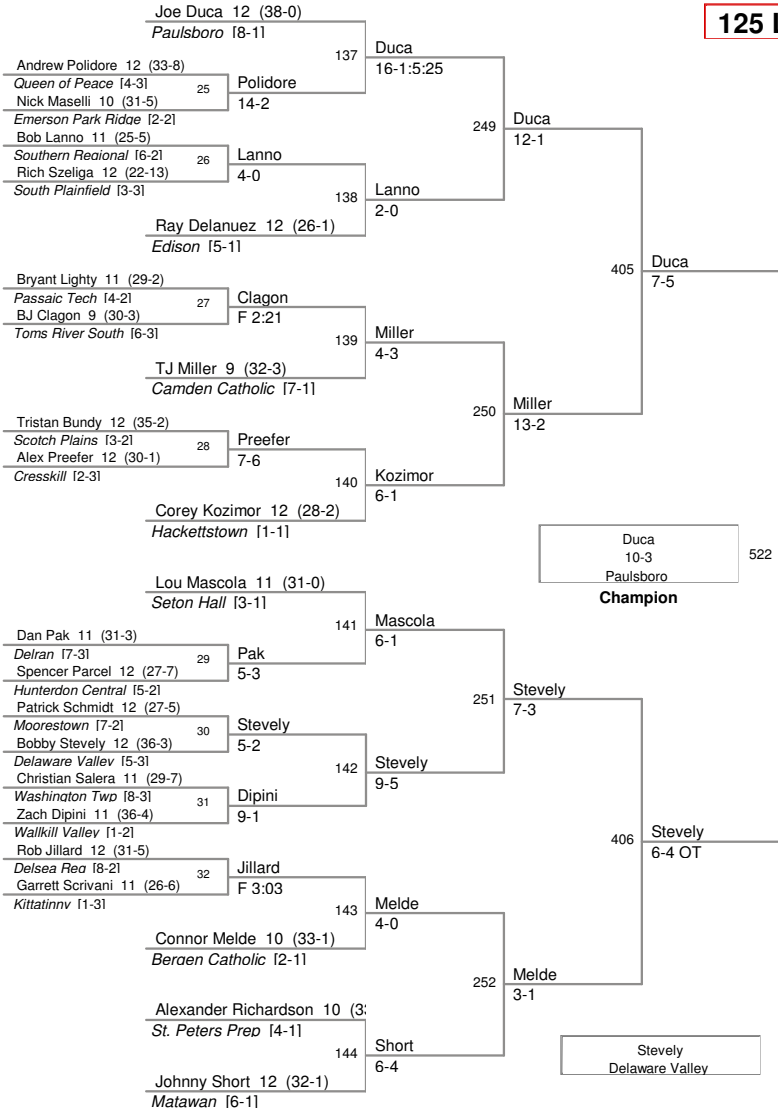 Joe Duca 12 (38-0)
Paulsboro [8-1]
125
137
Duca
16-1:5:25
Andrew Polidore 12 (33-8)
Queen of Peace [4-3]
25
Polidore
14-2
Nick Maselli 10 (31-5)
Emerson Park Ridge [2-2]
249
Duca
12-1
Bob Lanno 11 (25-5)
Southern Regional [6-2]
26
Lanno
4-0
Rich Szeliga 12 (22-13)
South Plainfield [3-3]
138
Lanno
2-0
Ray Delanuez 12 (26-1)
Edison [5-1]
405
Duca
7-5
Bryant Lighty 11 (29-2)
Passaic Tech [4-2]
27
Clagon
F 2:21
BJ Clagon 9 (30-3)
Toms River South [6-3]
139
Miller
4-3
TJ Miller 9 (32-3)
Camden Catholic [7-1]
250
Miller
13-2
Tristan Bundy 12 (35-2)
Scotch Plains [3-2]
28
Preefer
7-6
Alex Preefer 12 (30-1)
Cresskill [2-3]
140
Kozimor
6-1
Corey Kozimor 12 (28-2)
Hackettstown [1-1]
Duca
10-3
Paulsboro
522
Champion
Lou Mascola 11 (31-0)
Seton Hall [3-1]
141
Mascola
6-1
Dan Pak 11 (31-3)
Delran [7-3]
29
Pak
5-3
Spencer Parcel 12 (27-7)
Hunterdon Central [5-2]
251
Stevely
7-3
Patrick Schmidt 12 (27-5)
Moorestown [7-2]
30
Stevely
5-2
Bobby Stevely 12 (36-3)
Delaware Valley [5-3]
142
Stevely
9-5
Christian Salera 11 (29-7)
Washington Twp [8-3]
31
Dipini
9-1
Zach Dipini 11 (36-4)
Wallkill Valley [1-2]
406
Stevely
6-4 OT
Rob Jillard 12 (31-5)
Delsea Reg [8-2]
32
Jillard
F 3:03
Garrett Scrivani 11 (26-6)
Kittatinny [1-3]
143
Melde
4-0
Connor Melde 10 (33-1)
Bergen Catholic [2-1]
252
Melde
3-1
Alexander Richardson 10
St. Peters Prep [4-1]
144
Short
6-4
Johnny Short 12 (32-1)
Matawan [6-1]
Stevely
Delaware Valley